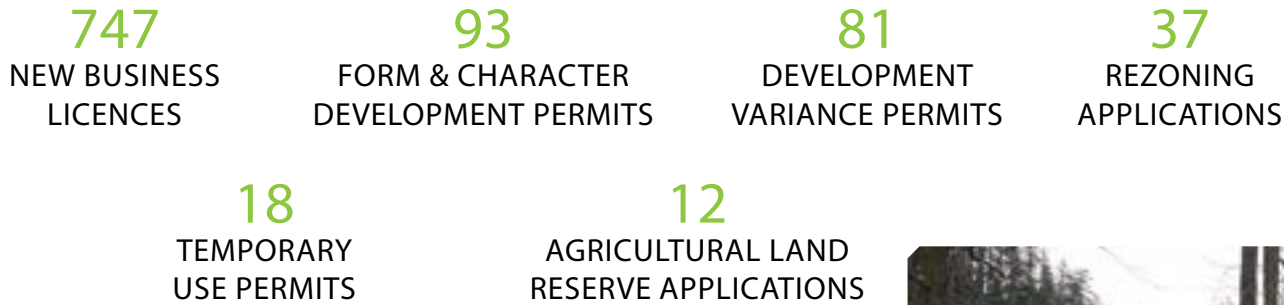 747
NEW BUSINESS
LICENCES
93
FORM & CHARACTER
DEVELOPMENT PERMITS
81
DEVELOPMENT
VARIANCE PERMITS
37
REZONING
APPLICATIONS
18
TEMPORARY
USE PERMITS
12
AGRICULTURAL LAND
RESERVE APPLICATIONS